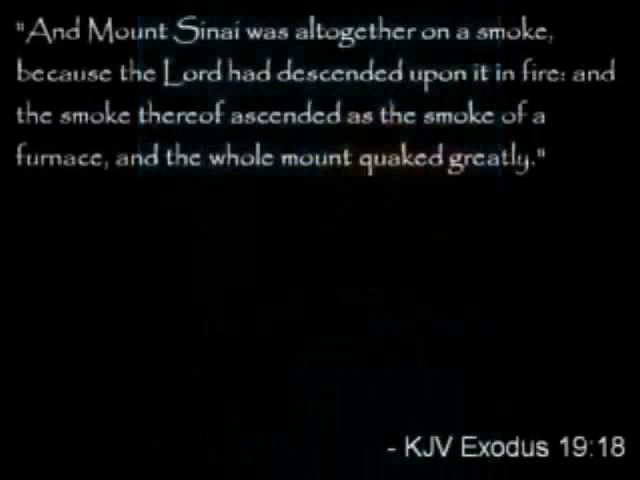 "And Mount Sinai was altogether on a smoke,
because the Lord had descended upon it in fire: and
the smoke thereof ascended as the smoke of a
furnace, and the whole mount quaked greatly."
- KJV Exodus 19:18